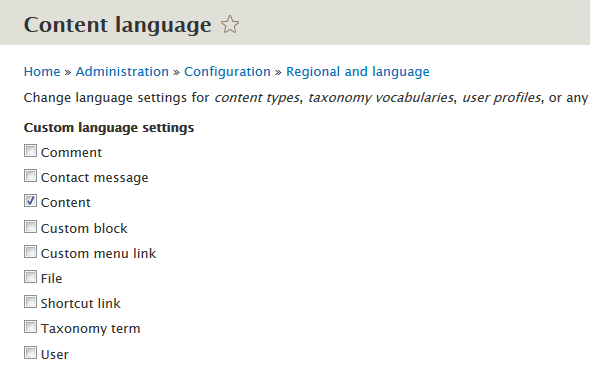 Content language
Home » Administration » Configuration » Regional and language
Change language settings for content types, taxonomy vocabularies, user profiles, or any
Custom language settings
Comment
Contact message
Content
Custom block
Custom menu link
File
Shortcut link
Taxonomy term
User